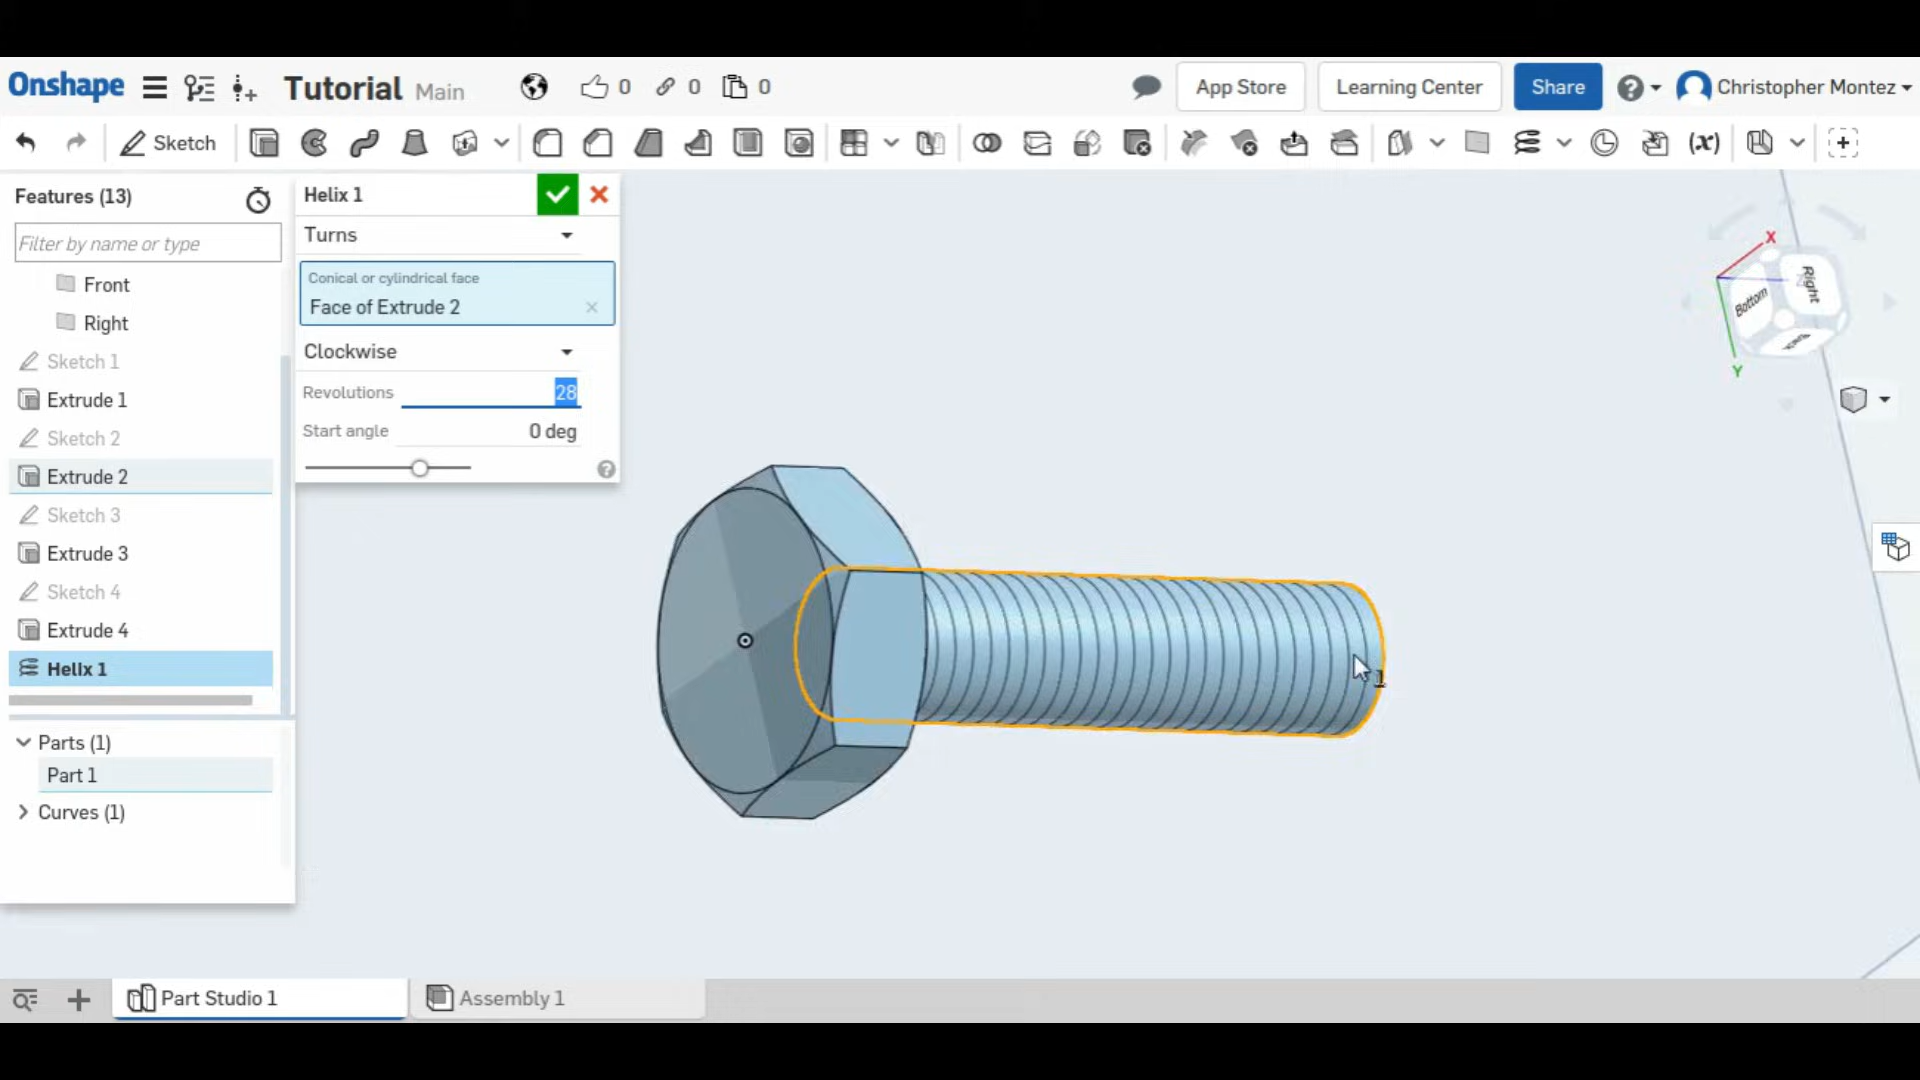 Onshape
Tutorial Main
0
0
0
App Store
Learning Center
Share
Christopher Montez
Sketch
(x)
Features (13)
Filter by name or type
Front
Right
Sketch 1
Extrude 1
Sketch 2
Extrude 2
Sketch 3
Extrude 3
Sketch 4
Extrude 4
Helix 1
Parts (1)
Part 1
Curves (1)
Helix 1
Turns
Conical or cylindrical face
Face of Extrude 2
Clockwise
Revolutions 28
Start angle 0 deg
X
Bottom
Right
Y
1
Part Studio 1
Assembly 1